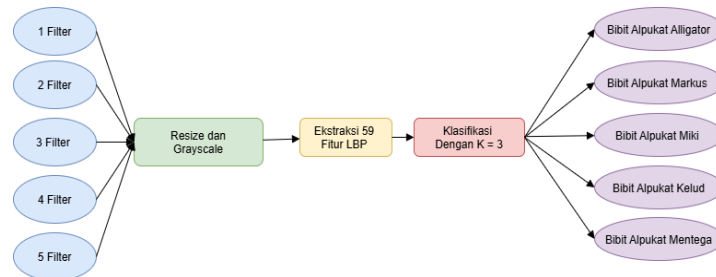 1 Filter
2 Filter
3 Filter
4 Filter
5 Filter
Resize dan
Grayscale
Ekstraksi 59
Fitur LBP
Klasifikasi
Dengan K = 3
Bibit Alpukat Alligator
Bibit Alpukat Markus
Bibit Alpukat Miki
Bibit Alpukat Kelud
Bibit Alpukat Mentega